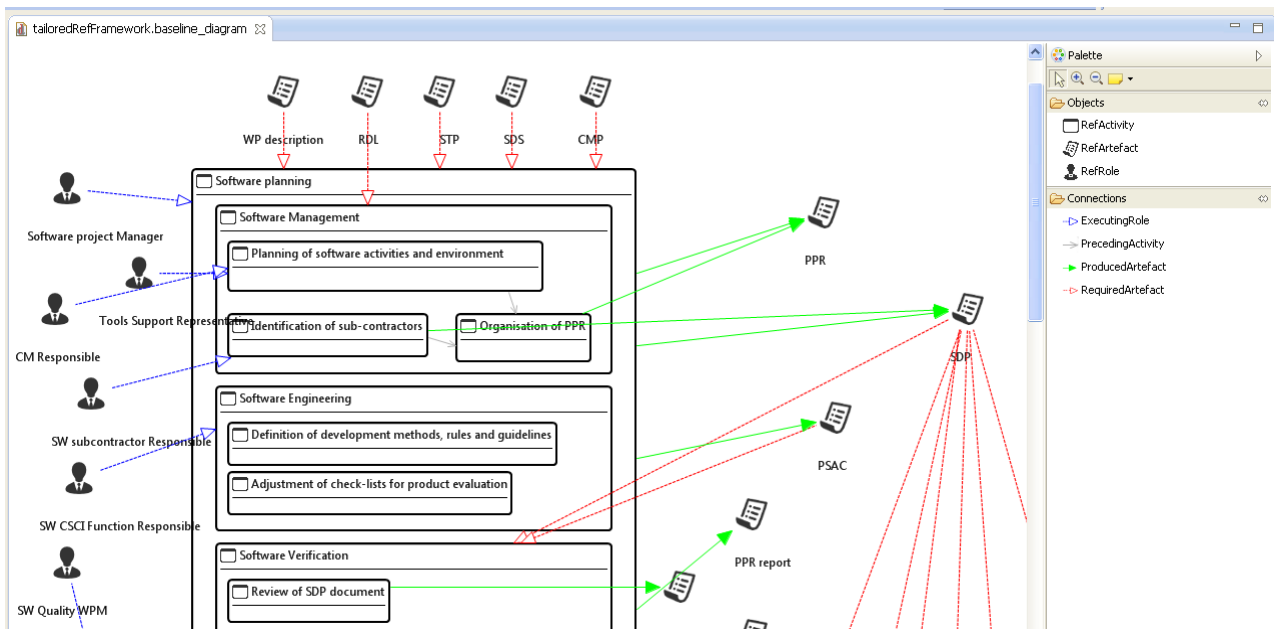 tailoredRefFramework.baseline_diagram
Palette
Objects
RefActivity
RefArtefact
RefRole
Connections
ExecutingRole
PrecedingActivity
ProducedArtefact
RequiredArtefact
WP description
RDL
STP
SDS
CMP
Software planning
Software Management
Planning of software activities and environment
Identification of sub-contractors
Organisation of PPR
Software Engineering
Definition of development methods, rules and guidelines
Adjustment of check-lists for product evaluation
Software Verification
Review of SDP document
Software project Manager
Tools Support Representative
CM Responsible
SW subcontractor Responsible
SW CSCI Function Responsible
SW Quality WPM
PPR
SDP
PSAC
PPR report